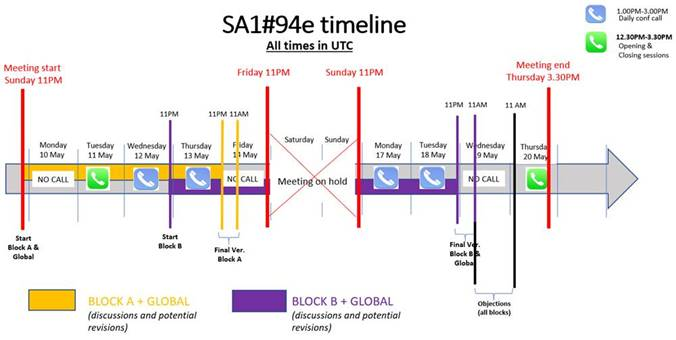 SA1#94e timeline
All times in UTC
1.00PM-3.00PM
Daily conf call
12.30PM-3.30PM
Opening &
Closing sessions
Meeting start
Sunday 11PM
Friday 11PM
Sunday 11PM
Meeting end
Thursday 3.30PM
11PM
11PM 11AM
11PM
11AM
11 AM
Monday
10 May
Tuesday
11 May
Wednesday
12 May
Thursday
13 May
Friday
14 May
Saturday
Sunday
Monday
17 May
Tuesday
18 May
Wednesday
19 May
Thursday
20 May
NO CALL
NO CALL
Meeting on hold
NO CALL
Start
Block A &
Global
Start
Block B
Final Ver.
Block A
Final Ver.
Block B &
Global
Objections
(all blocks)
BLOCK A + GLOBAL
(discussions and potential
revisions)
BLOCK B + GLOBAL
(discussions and potential
revisions)